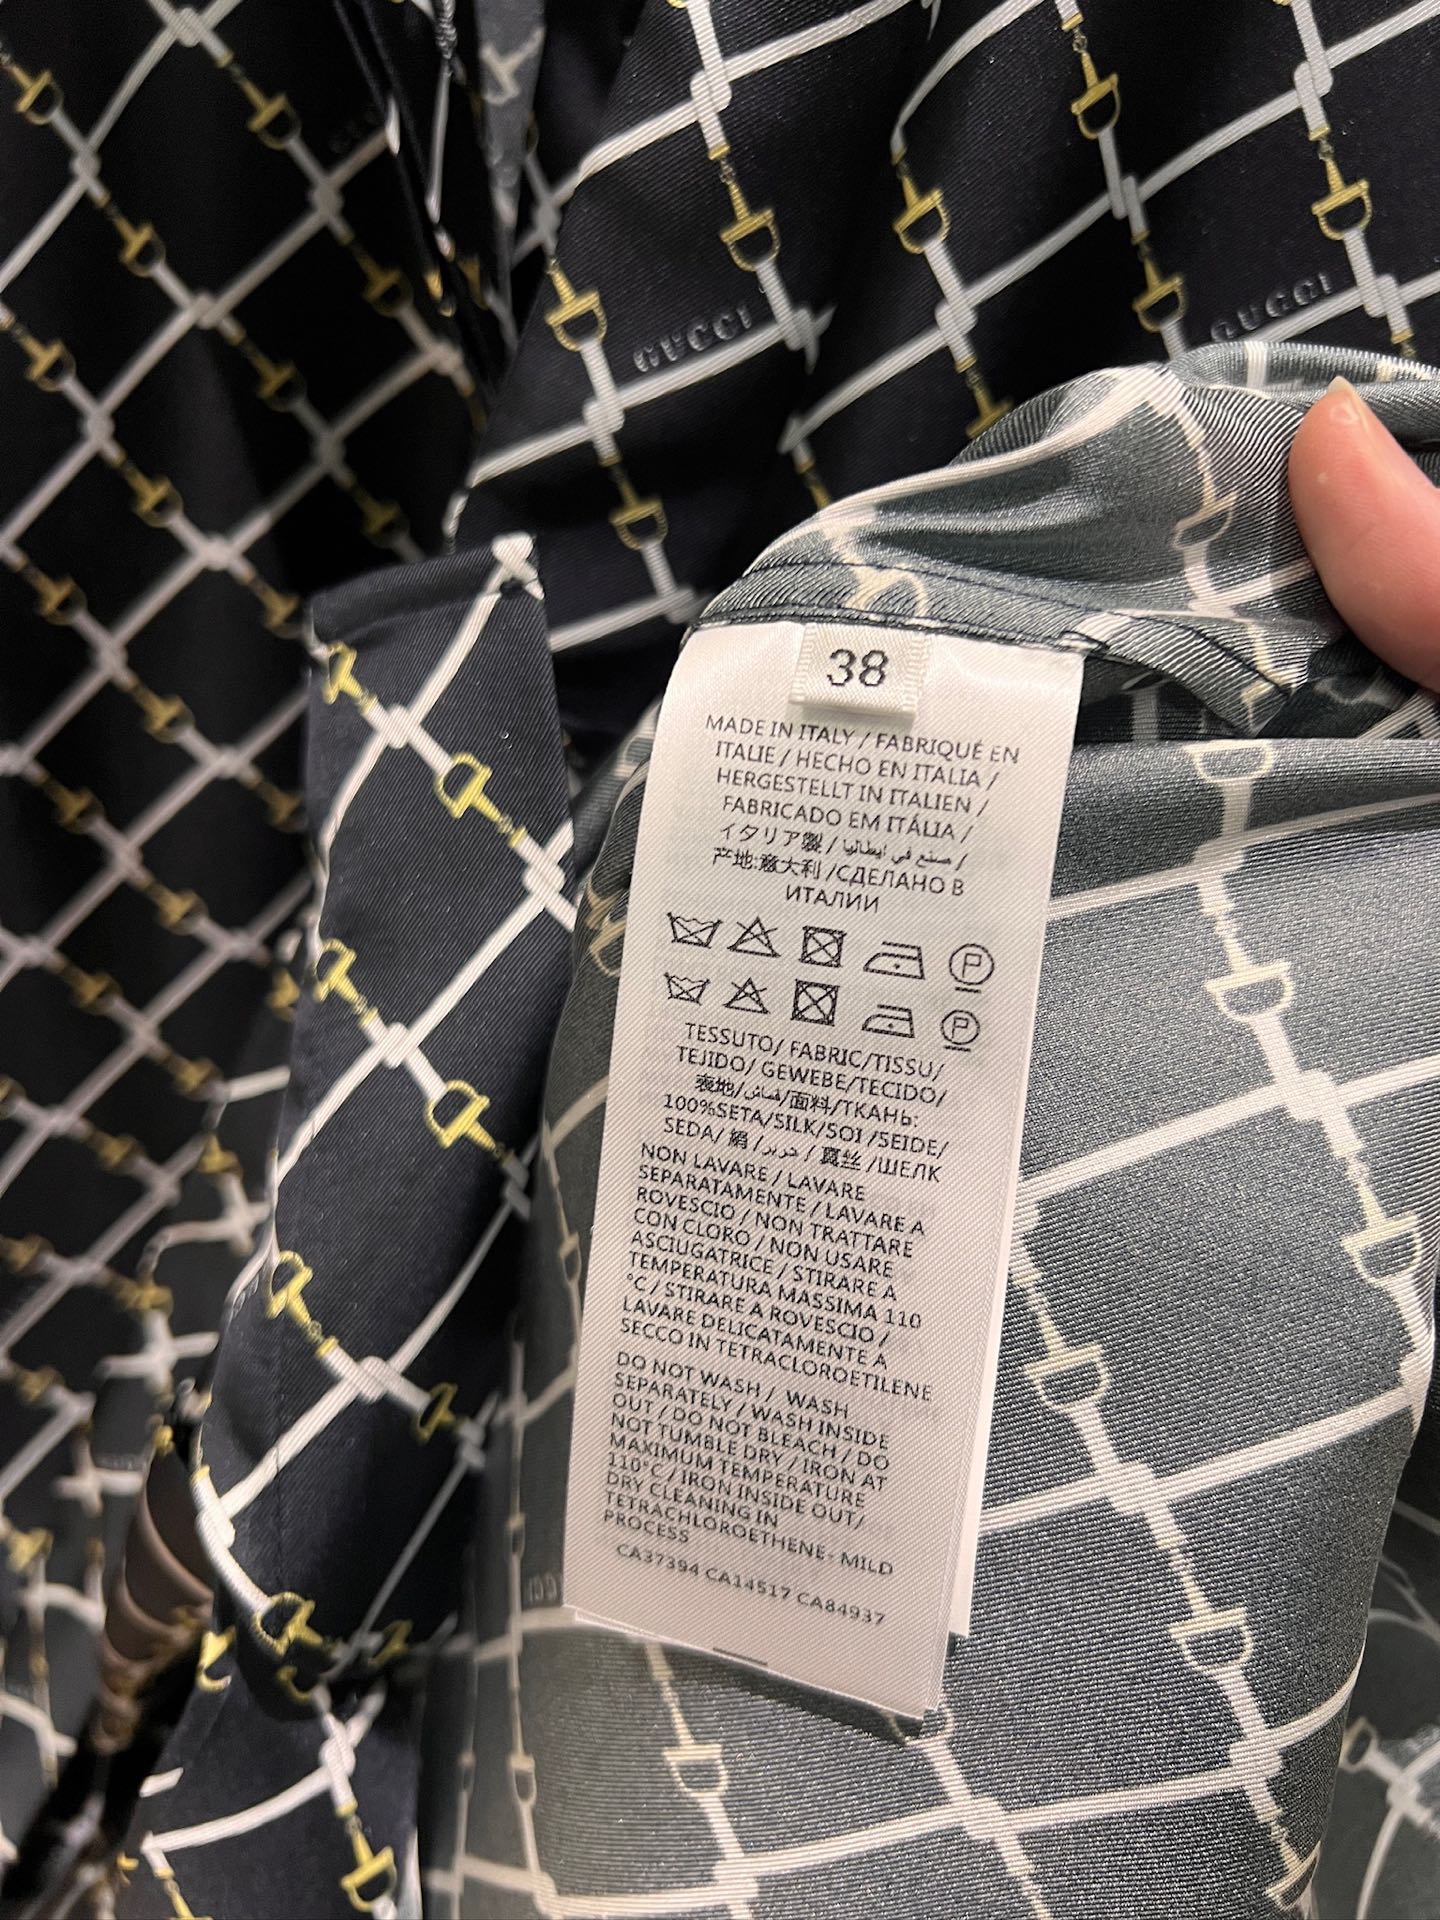 GUCCI
GUCCI
38
MADE IN ITALY / FABRIQUÉ EN
ITALIE / HECHO EN ITALIA /
HERGESTELLT IN ITALIEN /
FABRICADO EM ITÁLIA /
イタリア製 / صنع في ايطاليا /
产地:意大利 /СДЕЛАНО В
ИТАЛИИ
P
P
TESSUTO/ FABRIC/TISSU/
TEJIDO/ GEWEBE/TECIDO/
表地/قماش/面料/ТКАНЬ:
100%SETA/SILK/SOI /SEIDE/
SEDA/ 絹 / حرير / 真丝 /ШЕЛК
NON LAVARE / LAVARE
SEPARATAMENTE / LAVARE A
ROVESCIO / NON TRATTARE
CON CLORO / NON USARE
ASCIUGATRICE / STIRARE A
TEMPERATURA MASSIMA 110
°C / STIRARE A ROVESCIO /
LAVARE DELICATAMENTE A
SECCO IN TETRACLOROETILENE
DO NOT WASH / WASH
SEPARATELY / WASH INSIDE
OUT / DO NOT BLEACH / DO
NOT TUMBLE DRY / IRON AT
MAXIMUM TEMPERATURE
110°C / IRON INSIDE OUT/
DRY CLEANING IN
TETRACHLOROETHENE- MILD
PROCESS
CA37394 CA14517 CA84937